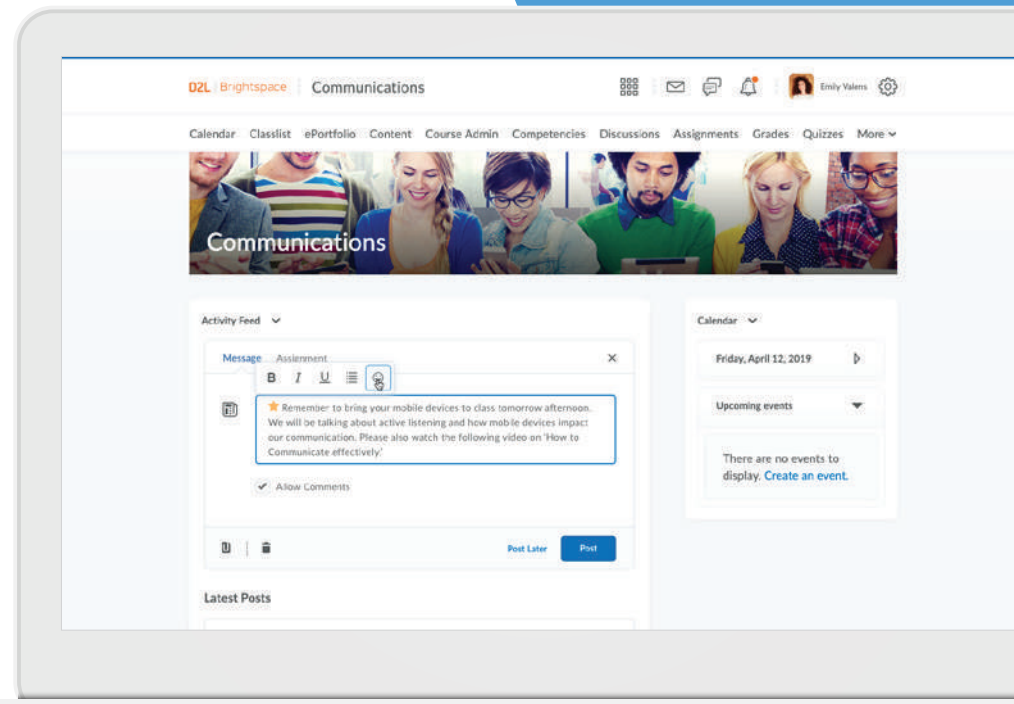 D2L Brightspace Communications Emily Valens
Calendar Classlist ePortfolio Content Course Admin Competencies Discussions Assignments Grades Quizzes More
Communications
Activity Feed
Message Assignment
B I U
Remember to bring your mobile devices to class tomorrow afternoon.
We will be talking about active listening and how mobile devices impact
our communication. Please also watch the following video on 'How to
Communicate effectively.'
Allow Comments
Post Later Post
Latest Posts
Calendar
Friday, April 12, 2019
Upcoming events
There are no events to
display. Create an event.